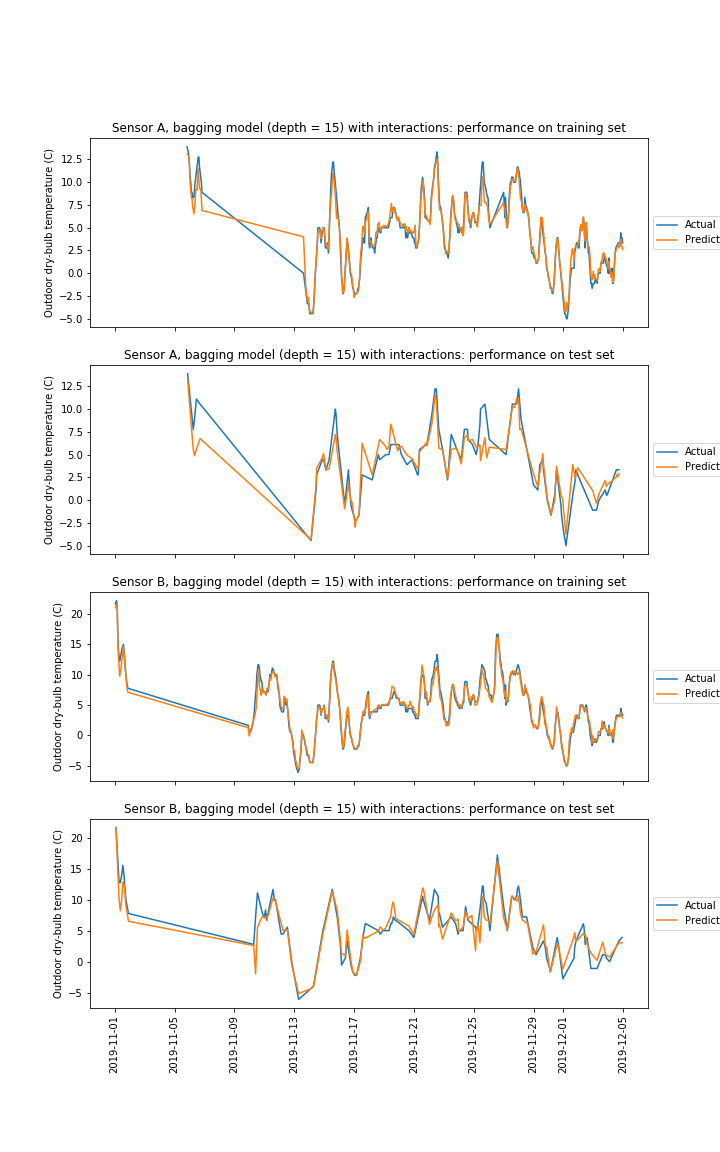 Sensor A, bagging model (depth = 15) with interactions: performance on training set
Outdoor dry-bulb temperature (C)
12.5
10.0
7.5
5.0
2.5
0.0
−2.5
−5.0
Actual
Predict
Sensor A, bagging model (depth = 15) with interactions: performance on test set
Outdoor dry-bulb temperature (C)
12.5
10.0
7.5
5.0
2.5
0.0
−2.5
−5.0
Actual
Predict
Sensor B, bagging model (depth = 15) with interactions: performance on training set
Outdoor dry-bulb temperature (C)
20
15
10
5
0
−5
Actual
Predict
Sensor B, bagging model (depth = 15) with interactions: performance on test set
Outdoor dry-bulb temperature (C)
20
15
10
5
0
−5
Actual
Predict
2019-11-01
2019-11-05
2019-11-09
2019-11-13
2019-11-17
2019-11-21
2019-11-25
2019-11-29
2019-12-01
2019-12-05